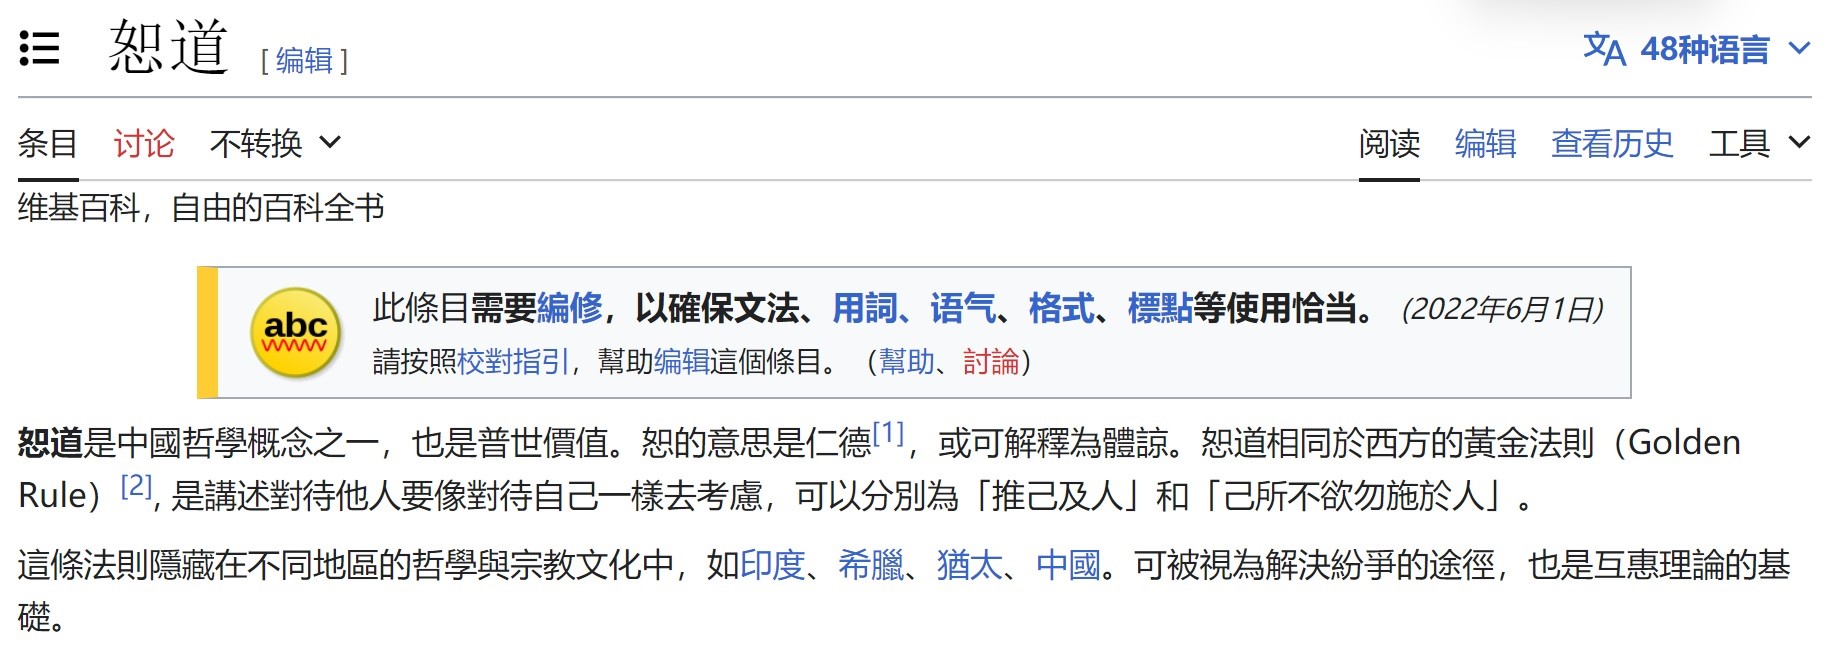 恕道 [ 编辑 ]
48种语言
条目 讨论 不转换
阅读 编辑 查看历史 工具
维基百科，自由的百科全书
abc
此條目需要編修，以確保文法、用詞、语气、格式、標點等使用恰当。 (2022年6月1日)
請按照校對指引，幫助编辑這個條目。（幫助、討論）
恕道是中國哲學概念之一，也是普世價值。恕的意思是仁德[1]，或可解釋為體諒。恕道相同於西方的黃金法則（Golden
Rule）[2], 是講述對待他人要像對待自己一樣去考慮，可以分別為「推己及人」和「己所不欲勿施於人」。
這條法則隱藏在不同地區的哲學與宗教文化中，如印度、希臘、猶太、中國。可被視為解決紛爭的途徑，也是互惠理論的基
礎。